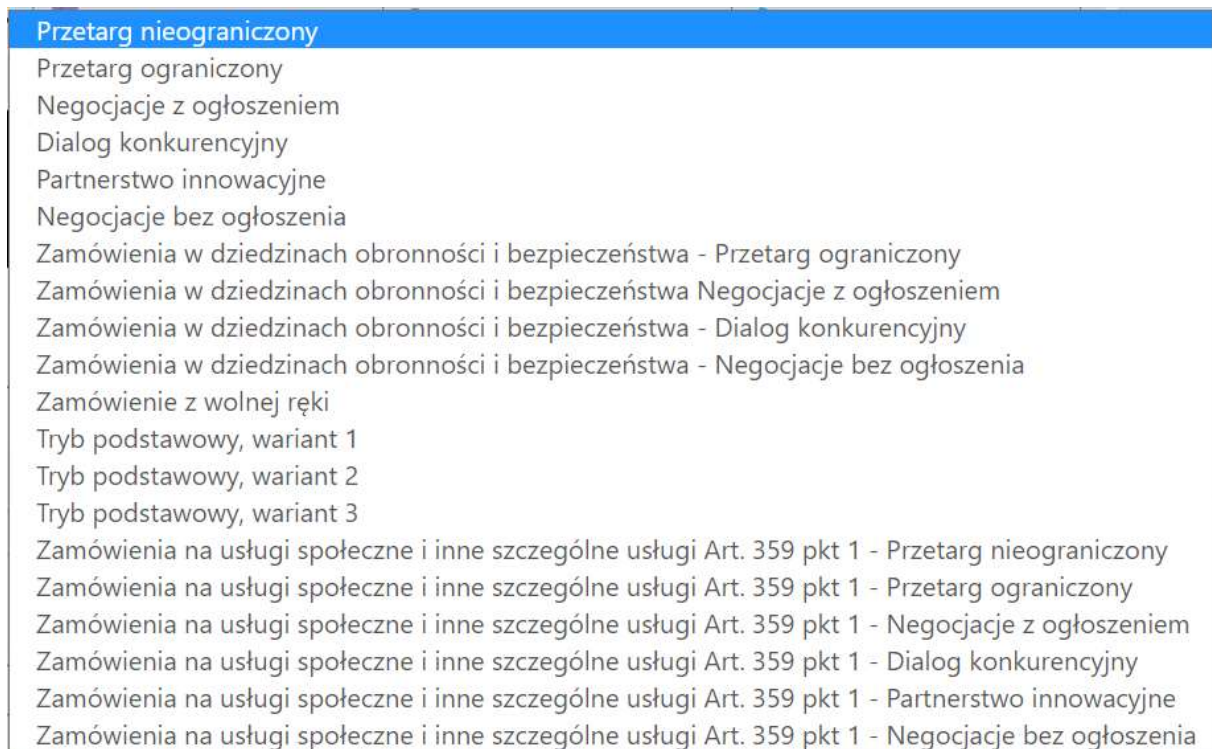 Przetarg nieograniczony
Przetarg ograniczony
Negocjacje z ogłoszeniem
Dialog konkurencyjny
Partnerstwo innowacyjne
Negocjacje bez ogłoszenia
Zamówienia w dziedzinach obronności i bezpieczeństwa - Przetarg ograniczony
Zamówienia w dziedzinach obronności i bezpieczeństwa Negocjacje z ogłoszeniem
Zamówienia w dziedzinach obronności i bezpieczeństwa - Dialog konkurencyjny
Zamówienia w dziedzinach obronności i bezpieczeństwa - Negocjacje bez ogłoszenia
Zamówienie z wolnej ręki
Tryb podstawowy, wariant 1
Tryb podstawowy, wariant 2
Tryb podstawowy, wariant 3
Zamówienia na usługi społeczne i inne szczególne usługi Art. 359 pkt 1 - Przetarg nieograniczony
Zamówienia na usługi społeczne i inne szczególne usługi Art. 359 pkt 1 - Przetarg ograniczony
Zamówienia na usługi społeczne i inne szczególne usługi Art. 359 pkt 1 - Negocjacje z ogłoszeniem
Zamówienia na usługi społeczne i inne szczególne usługi Art. 359 pkt 1 - Dialog konkurencyjny
Zamówienia na usługi społeczne i inne szczególne usługi Art. 359 pkt 1 - Partnerstwo innowacyjne
Zamówienia na usługi społeczne i inne szczególne usługi Art. 359 pkt 1 - Negocjacje bez ogłoszenia